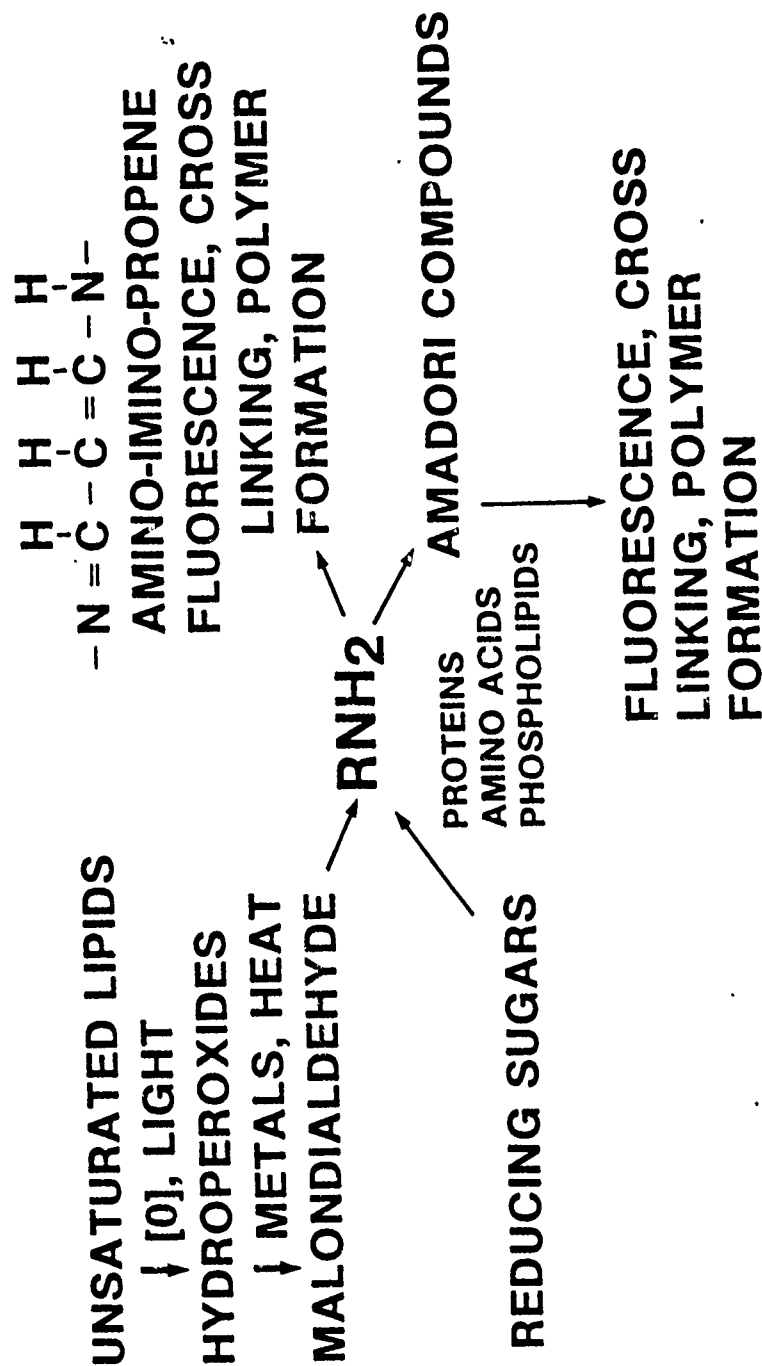 UNSATURATED LIPIDS
[0], LIGHT
HYDROPEROXIDES
METALS, HEAT
MALONDIALDEHYDE
REDUCING SUGARS
RNH2
PROTEINS
AMINO ACIDS
PHOSPHOLIPIDS
H H H H
-N=C-C=C-N-
AMINO-IMINO-PROPENE
FLUORESCENCE, CROSS
LINKING, POLYMER
FORMATION
AMADORI COMPOUNDS
FLUORESCENCE, CROSS
LINKING, POLYMER
FORMATION